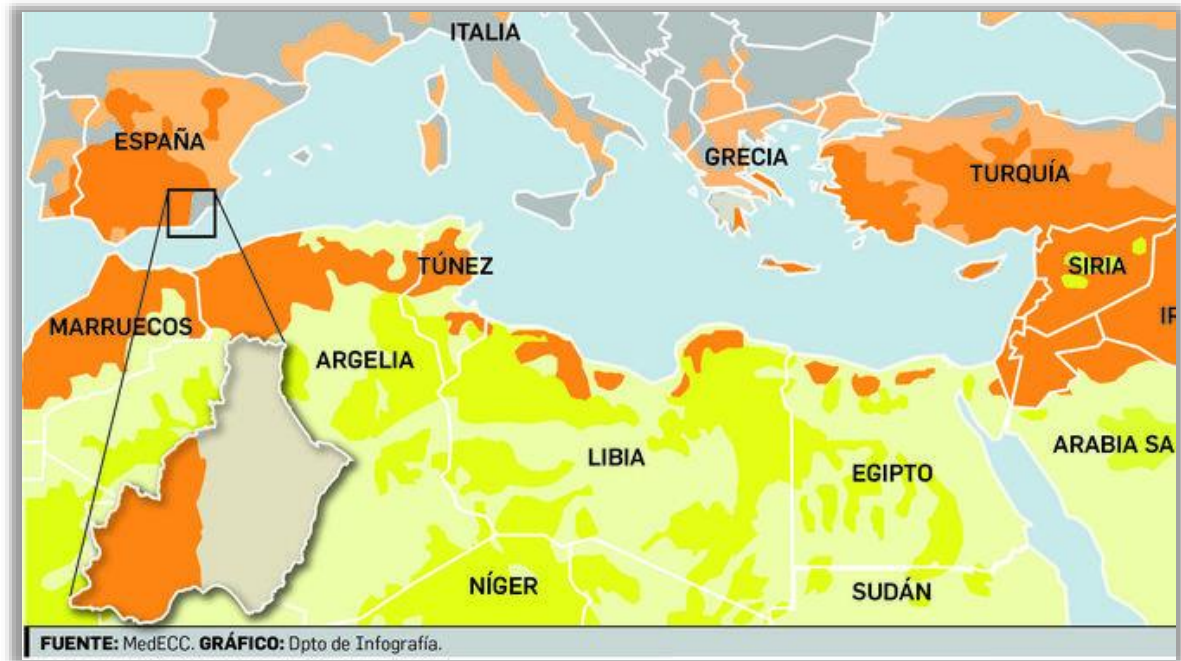 ITALIA
ESPAÑA
GRECIA
TURQUÍA
TÚNEZ
SIRIA
MARRUECOS
IR
ARGELIA
ARABIA SA
LIBIA
EGIPTO
NÍGER
SUDÁN
FUENTE: MedECC. GRÁFICO: Dpto de Infografía.